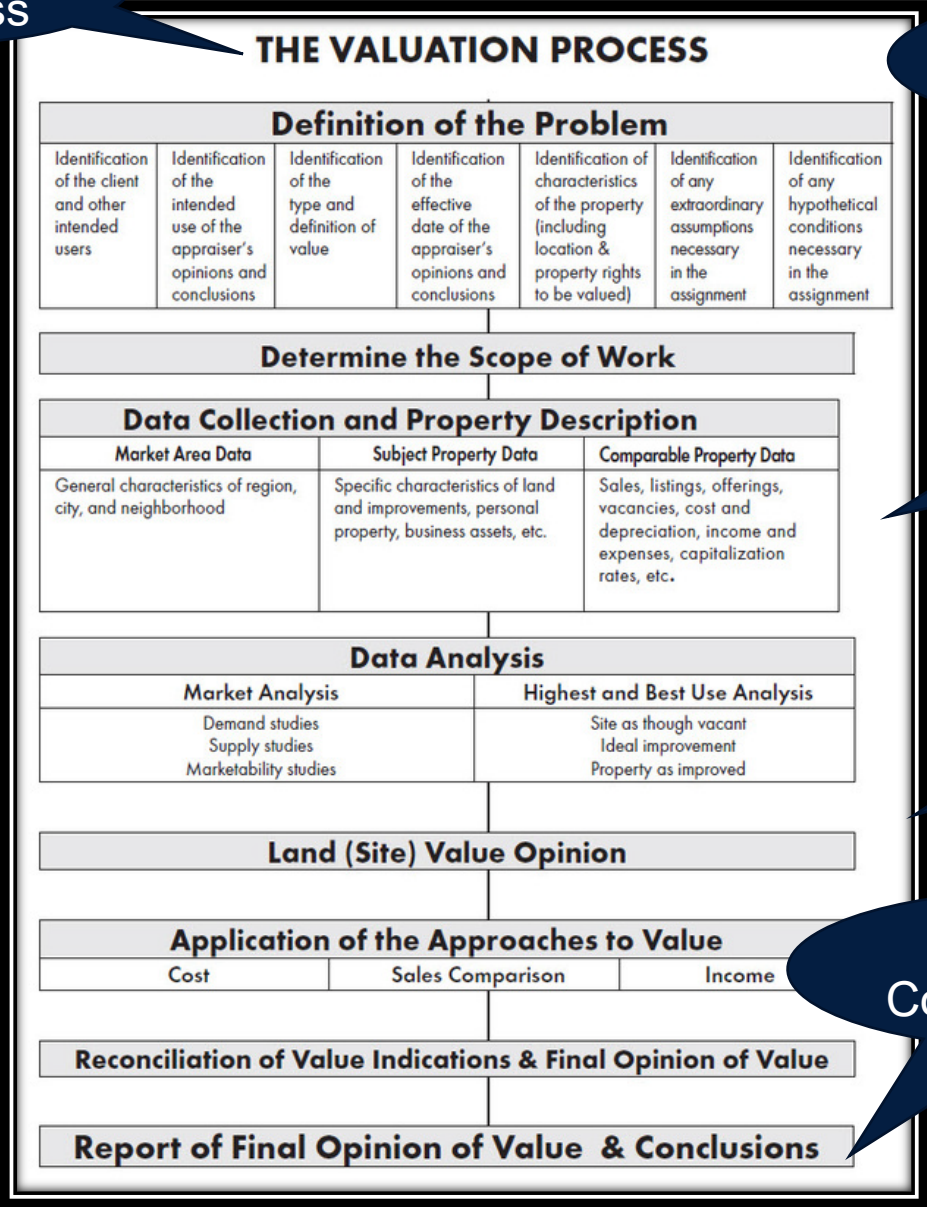 ss
THE VALUATION PROCESS
Definition of the Problem
Identification
of the client
and other
intended
users
Identification
of the
intended
use of the
appraiser's
opinions and
conclusions
Identification
of the
type and
definition of
value
Identification
of the
effective
date of the
appraiser's
opinions and
conclusions
Identification of
characteristics
of the property
(including
location &
property rights
to be valued)
Identification
of any
extraordinary
assumptions
necessary
in the
assignment
Identification
of any
hypothetical
conditions
necessary
in the
assignment
Determine the Scope of Work
Data Collection and Property Description
Market Area Data
General characteristics of region,
city, and neighborhood
Subject Property Data
Specific characteristics of land
and improvements, personal
property, business assets, etc.
Comparable Property Data
Sales, listings, offerings,
vacancies, cost and
depreciation, income and
expenses, capitalization
rates, etc.
Data Analysis
Market Analysis
Demand studies
Supply studies
Marketability studies
Highest and Best Use Analysis
Site as though vacant
Ideal improvement
Property as improved
Land (Site) Value Opinion
Application of the Approaches to Value
Cost
Sales Comparison
Income
Co
Reconciliation of Value Indications & Final Opinion of Value
Report of Final Opinion of Value & Conclusions